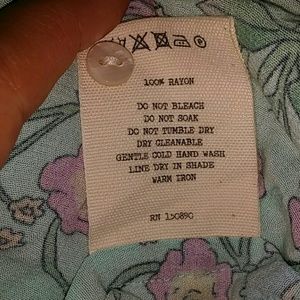 100% RAYON
DO NOT BLEACH
DO NOT SOAK
DO NOT TUMBLE DRY
DRY CLEANABLE
GENTLE COLD HAND WASH
LINE DRY IN SHADE
WARM IRON
RN 130890